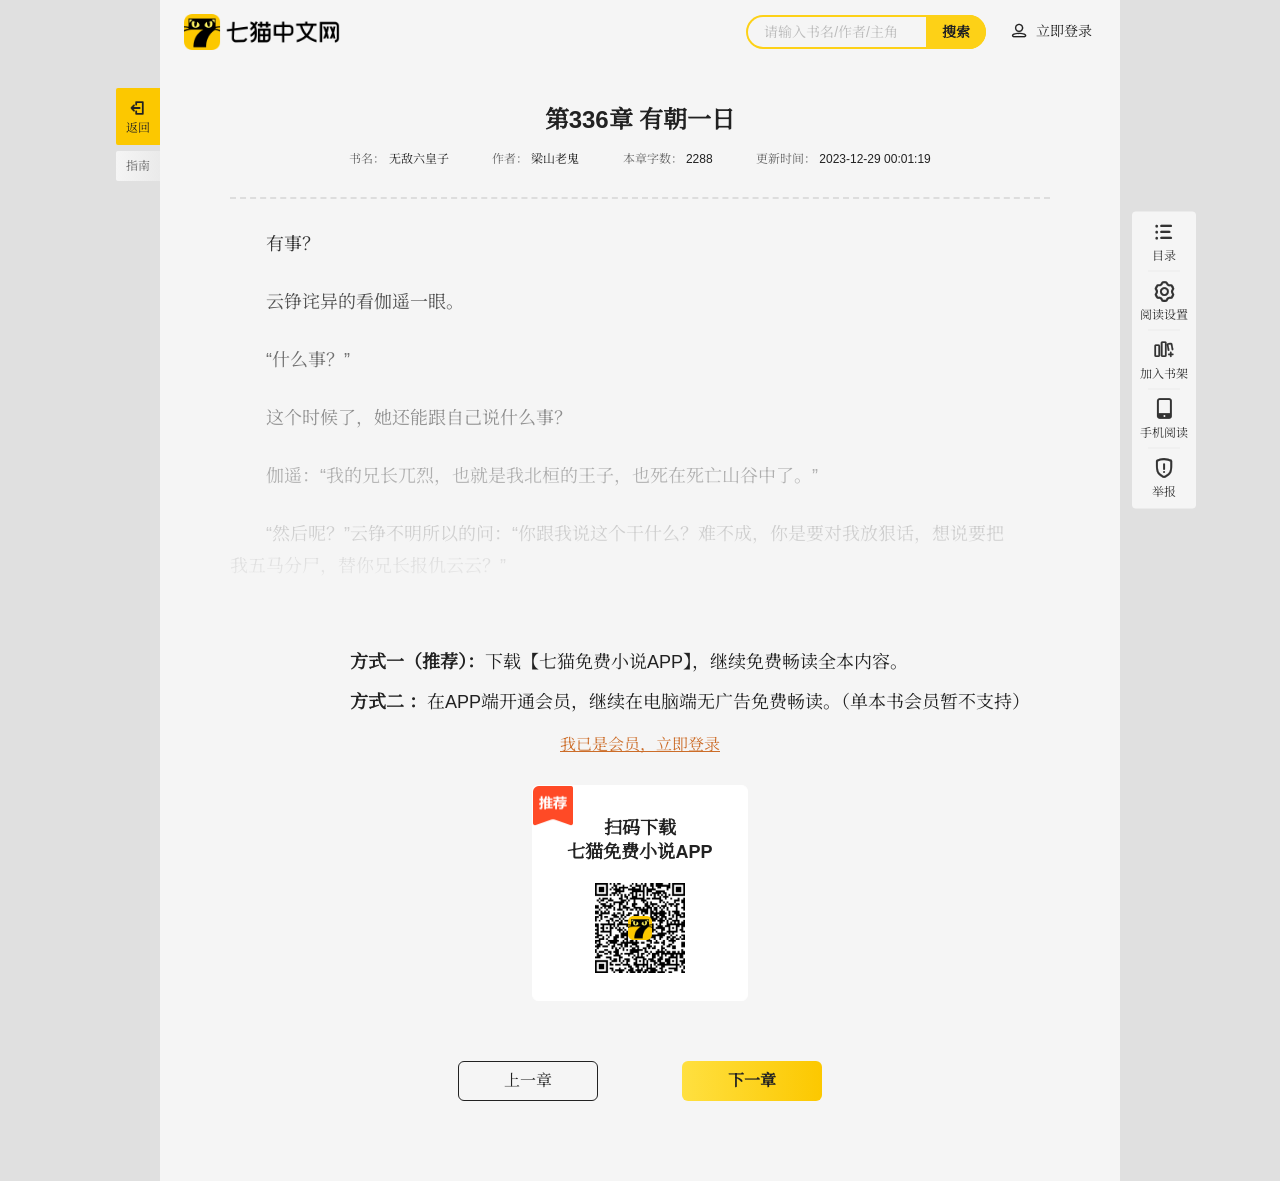 七猫中文网
请输入书名/作者/主角
搜索
立即登录
返回
指南
第336章 有朝一日
书名： 无敌六皇子 作者： 梁山老鬼 本章字数： 2288 更新时间： 2023-12-29 00:01:19
有事？
云铮诧异的看伽遥一眼。
“什么事？”
这个时候了，她还能跟自己说什么事？
伽遥：“我的兄长兀烈，也就是我北桓的王子，也死在死亡山谷中了。”
“然后呢？”云铮不明所以的问：“你跟我说这个干什么？难不成，你是要对我放狠话，想说要把
我五马分尸，替你兄长报仇云云？”
目录
阅读设置
加入书架
手机阅读
举报
方式一（推荐）：下载【七猫免费小说APP】，继续免费畅读全本内容。
方式二 ：在APP端开通会员，继续在电脑端无广告免费畅读。（单本书会员暂不支持）
我已是会员，立即登录
推荐
扫码下载
七猫免费小说APP
上一章
下一章